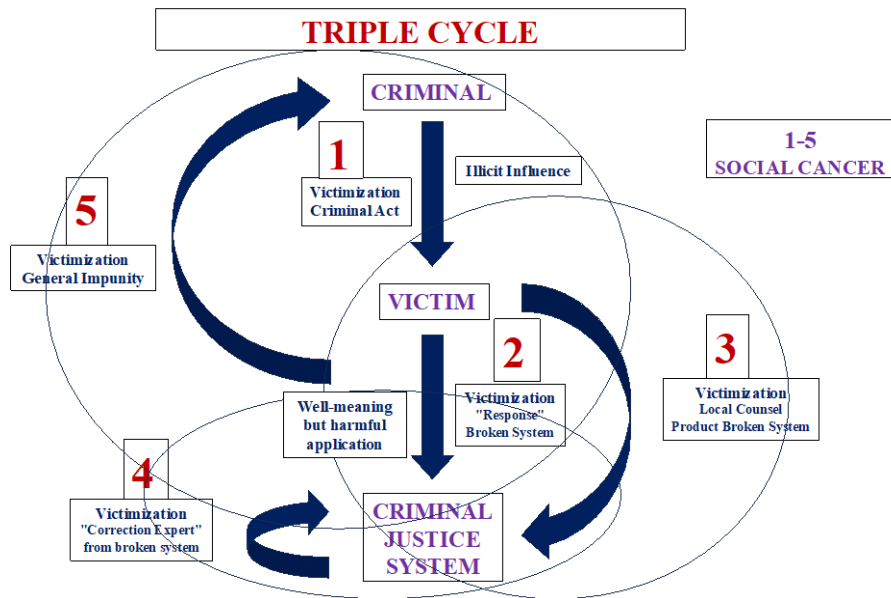 TRIPLE CYCLE
CRIMINAL
1
Victimization
Criminal Act
Illicit Influence
1-5
SOCIAL CANCER
5
Victimization
General Impunity
VICTIM
2
Victimization
"Response"
Broken System
3
Victimization
Local Counsel
Product Broken System
Well-meaning
but harmful
application
4
Victimization
"Correction Expert"
from broken system
CRIMINAL
JUSTICE
SYSTEM